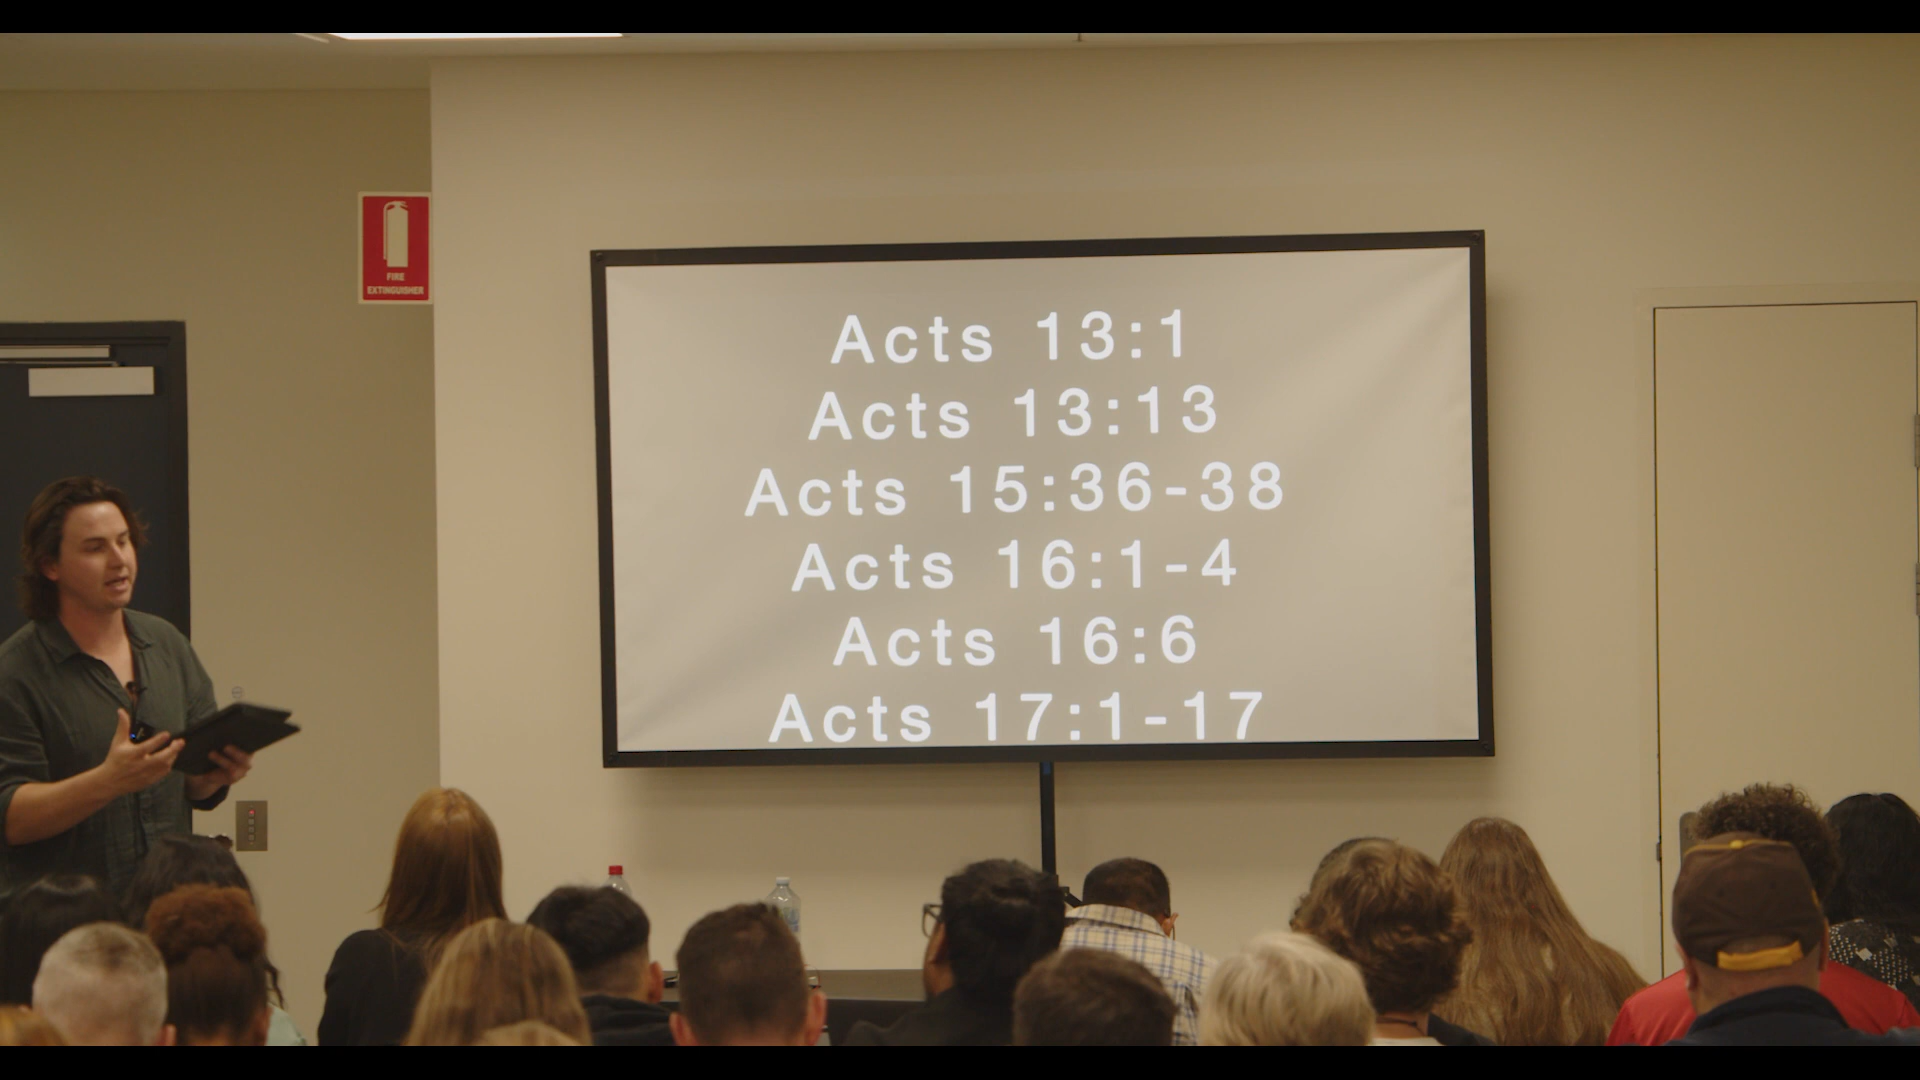 FIRE
EXTINGUISHER
Acts 13:1
Acts 13:13
Acts 15:36-38
Acts 16:1-4
Acts 16:6
Acts 17:1-17